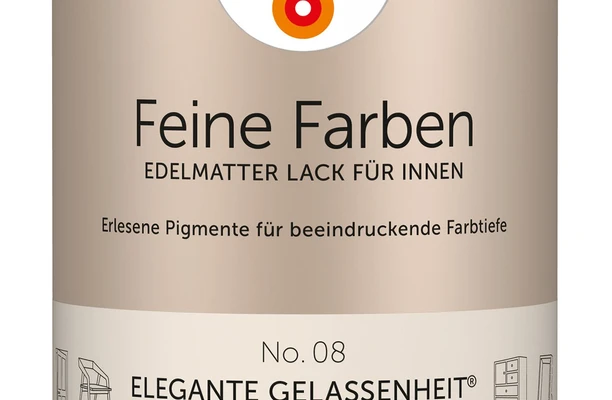 Feine Farben
EDELMATTER LACK FÜR INNEN
Erlesene Pigmente für beeindruckende Farbtiefe
No. 08
ELEGANTE GELASSENHEIT®